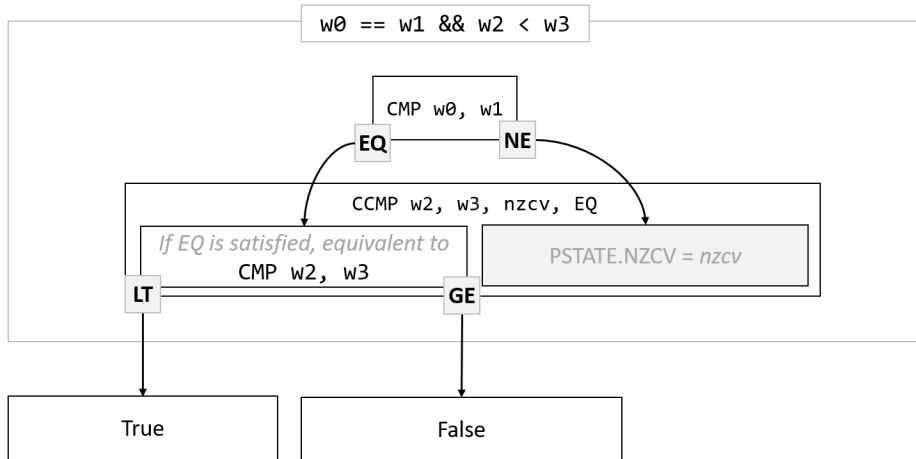 w0 == w1 && w2 < w3
CMP w0, w1
EQ
NE
CCMP w2, w3, nzcv, EQ
If EQ is satisfied, equivalent to
CMP w2, w3
PSTATE.NZCV = nzcv
LT
GE
True
False